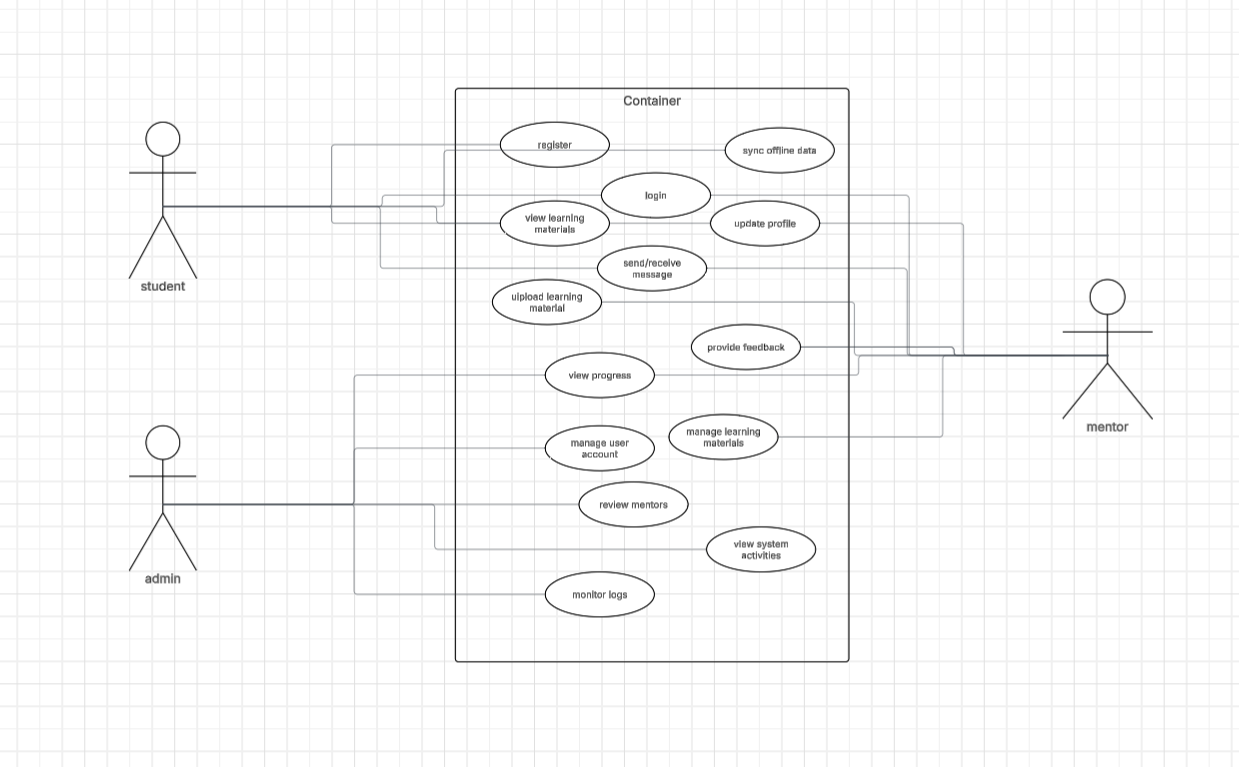 Container
register
sync offline data
login
view learning
materials
update profile
student
send/receive
message
uipload learning
material
provide feedback
view progress
mentor
manage learning
materials
manage user
account
review mentors
view system
activities
admin
monitor logs